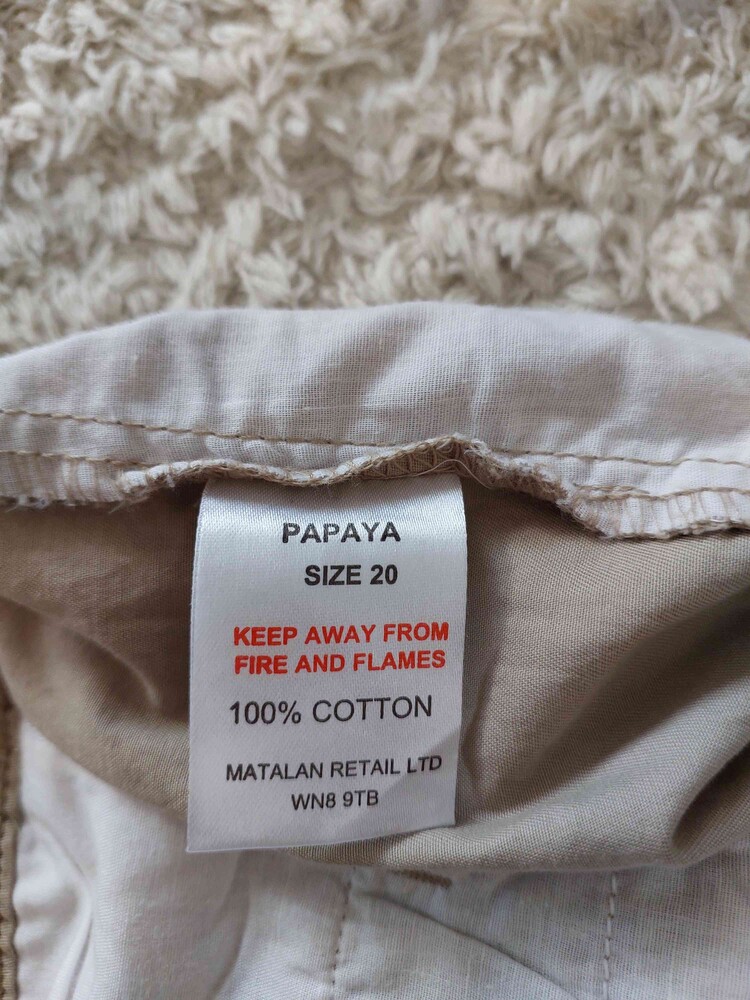 PAPAYA
SIZE 20
KEEP AWAY FROM
FIRE AND FLAMES
100% COTTON
MATALAN RETAIL LTD
WN8 9TB